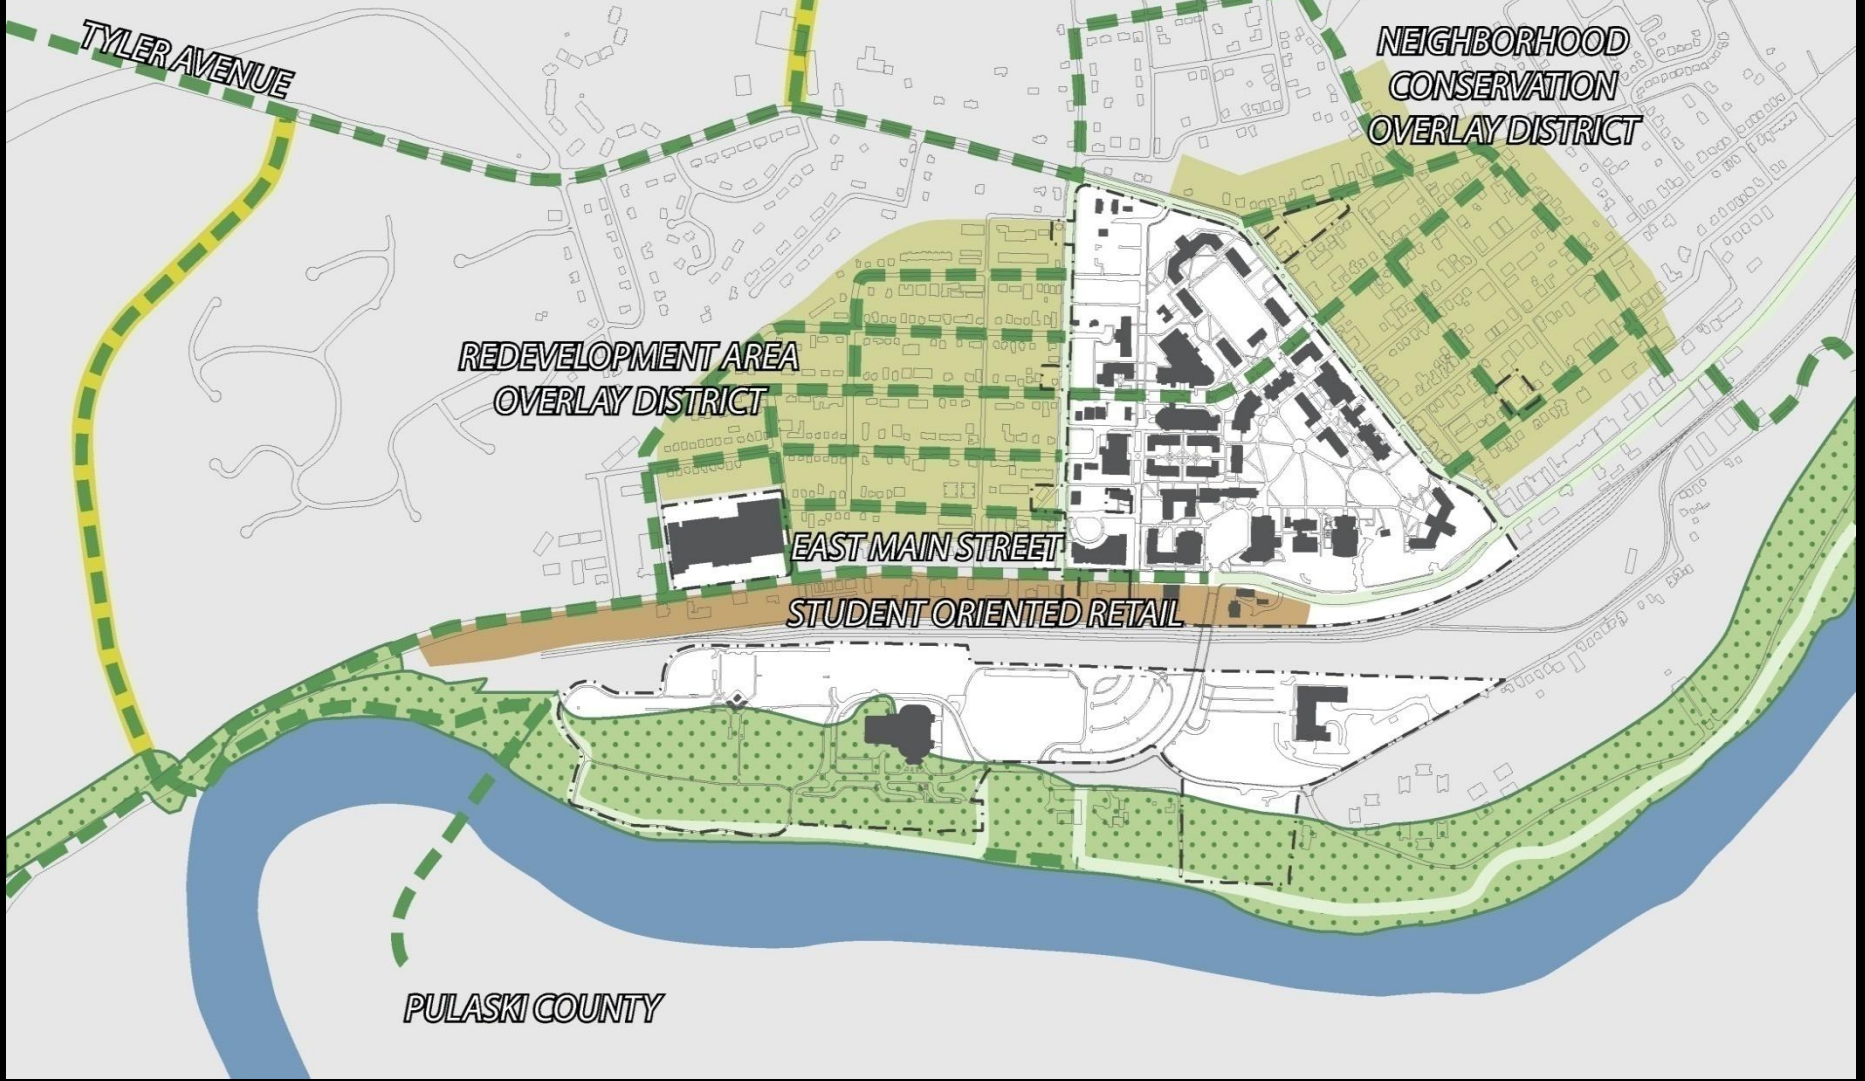 TYLER AVENUE
NEIGHBORHOOD
CONSERVATION
OVERLAY DISTRICT
REDEVELOPMENT AREA
OVERLAY DISTRICT
EAST MAIN STREET
STUDENT ORIENTED RETAIL
PULASKI COUNTY